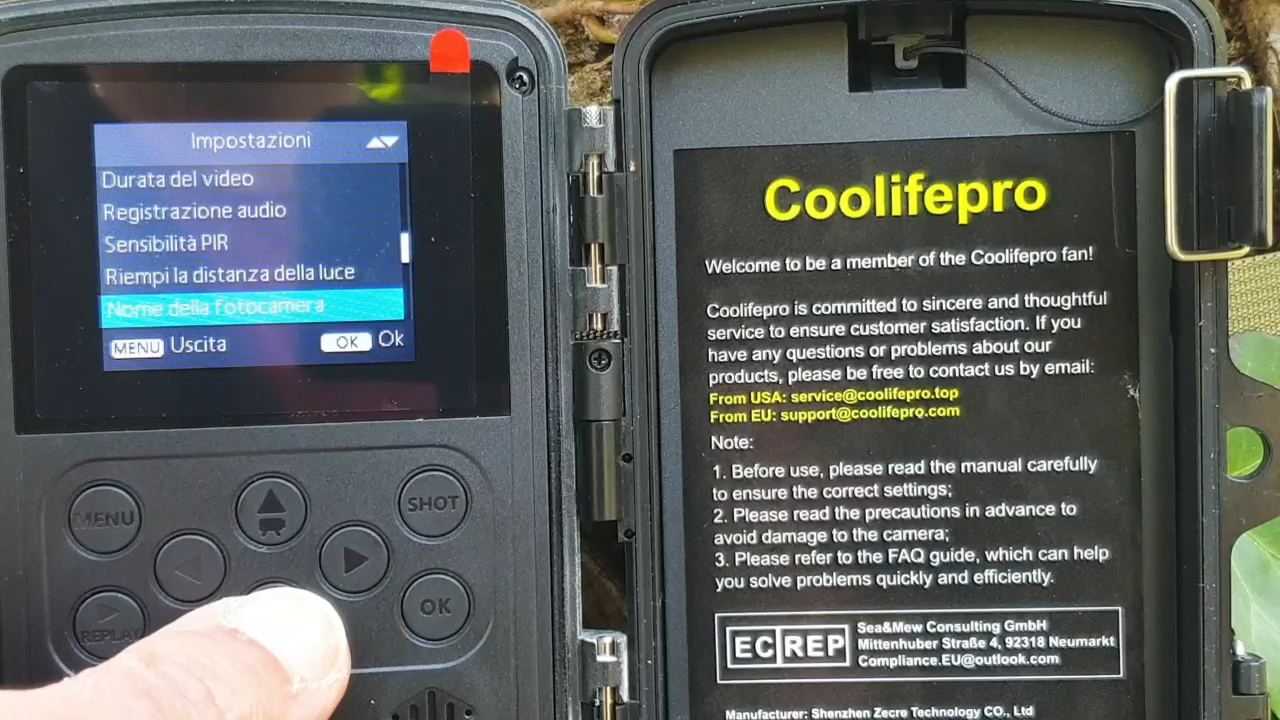 Impostazioni
Durata del video
Registrazione audio
Sensibilità PIR
Riempi la distanza della luce
Nome della fotocamera
MENU Uscita
OK Ok
MENU
SHOT
OK
REPLAY
Coolifepro
Welcome to be a member of the Coolifepro fan!
Coolifepro is committed to sincere and thoughtful
service to ensure customer satisfaction. If you
have any questions or problems about our
products, please be free to contact us by email:
From USA: service@coolifepro.top
From EU: support@coolifepro.com
Note:
1. Before use, please read the manual carefully
to ensure the correct settings;
2. Please read the precautions in advance to
avoid damage to the camera;
3. Please refer to the FAQ guide, which can help
you solve problems quickly and efficiently.
EC REP
Sea&Mew Consulting GmbH
Mittenhuber Straße 4, 92318 Neumarkt
Compliance.EU@outlook.com
Manufacturer: Shenzhen Zecre Technology CO., Ltd